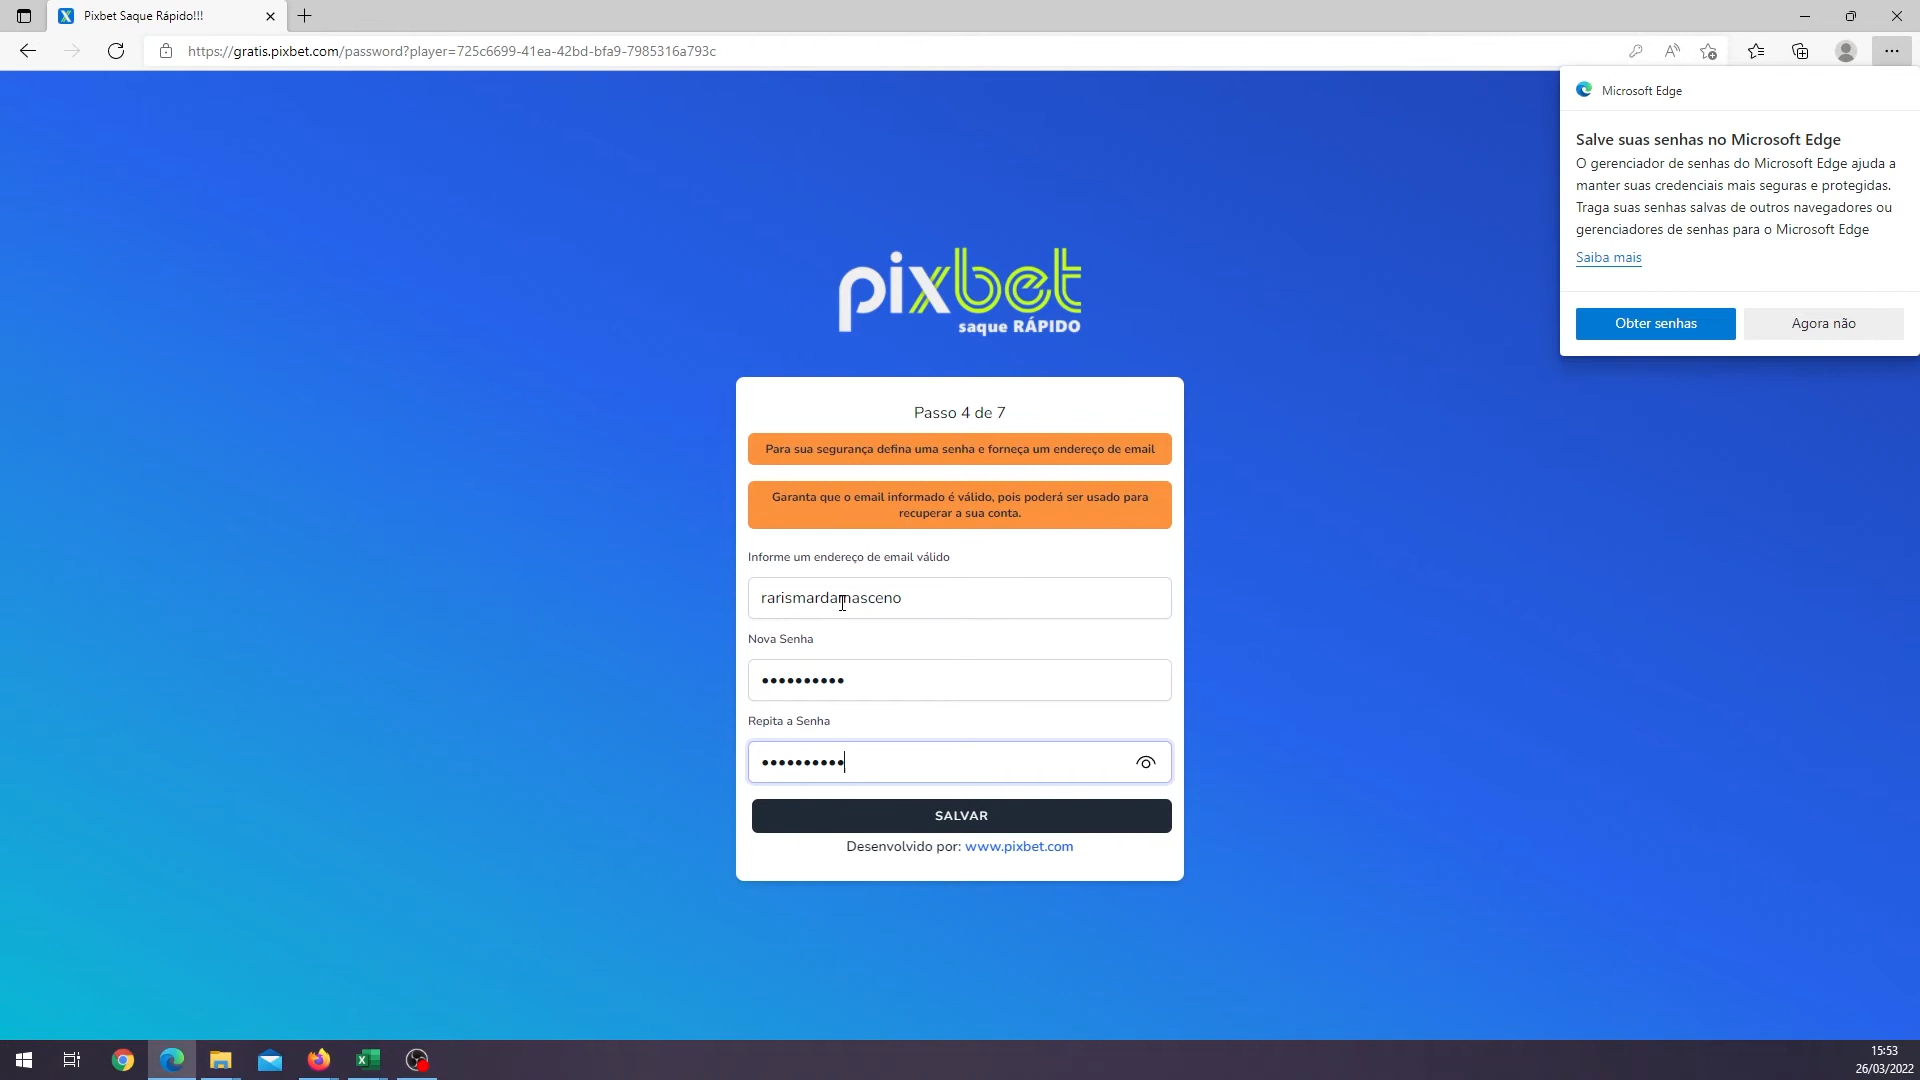 Pixbet Saque Rápido!!!
https://gratis.pixbet.com/password?player=725c6699-41ea-42bd-bfa9-7985316a793c
Microsoft Edge
Salve suas senhas no Microsoft Edge
O gerenciador de senhas do Microsoft Edge ajuda a
manter suas credenciais mais seguras e protegidas.
Traga suas senhas salvas de outros navegadores ou
gerenciadores de senhas para o Microsoft Edge
Saiba mais
Obter senhas
Agora não
pixbet
saque RÁPIDO
Passo 4 de 7
Para sua segurança defina uma senha e forneça um endereço de email
Garanta que o email informado é válido, pois poderá ser usado para
recuperar a sua conta.
Informe um endereço de email válido
rarismardamasceno
Nova Senha
••••••••••
Repita a Senha
••••••••••
SALVAR
Desenvolvido por: www.pixbet.com
15:53
26/03/2022